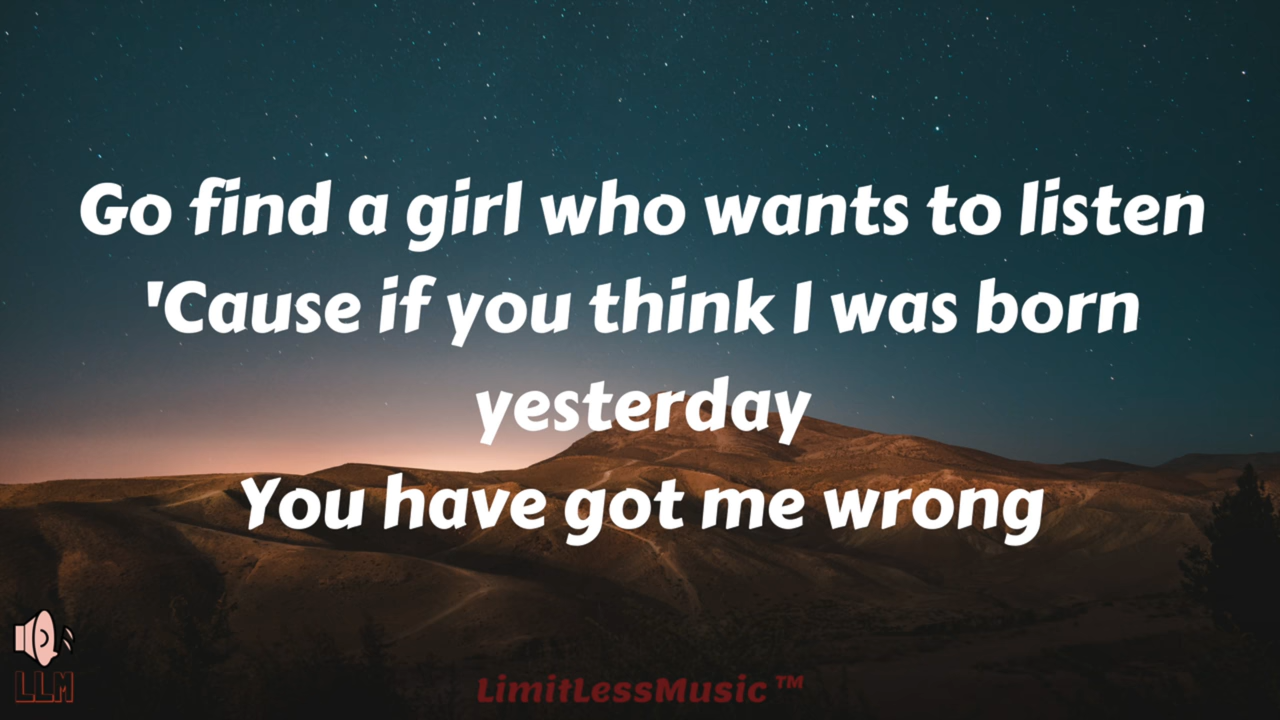 Go find a girl who wants to listen
'Cause if you think I was born
yesterday
You have got me wrong
LLM
LimitLessMusic ™